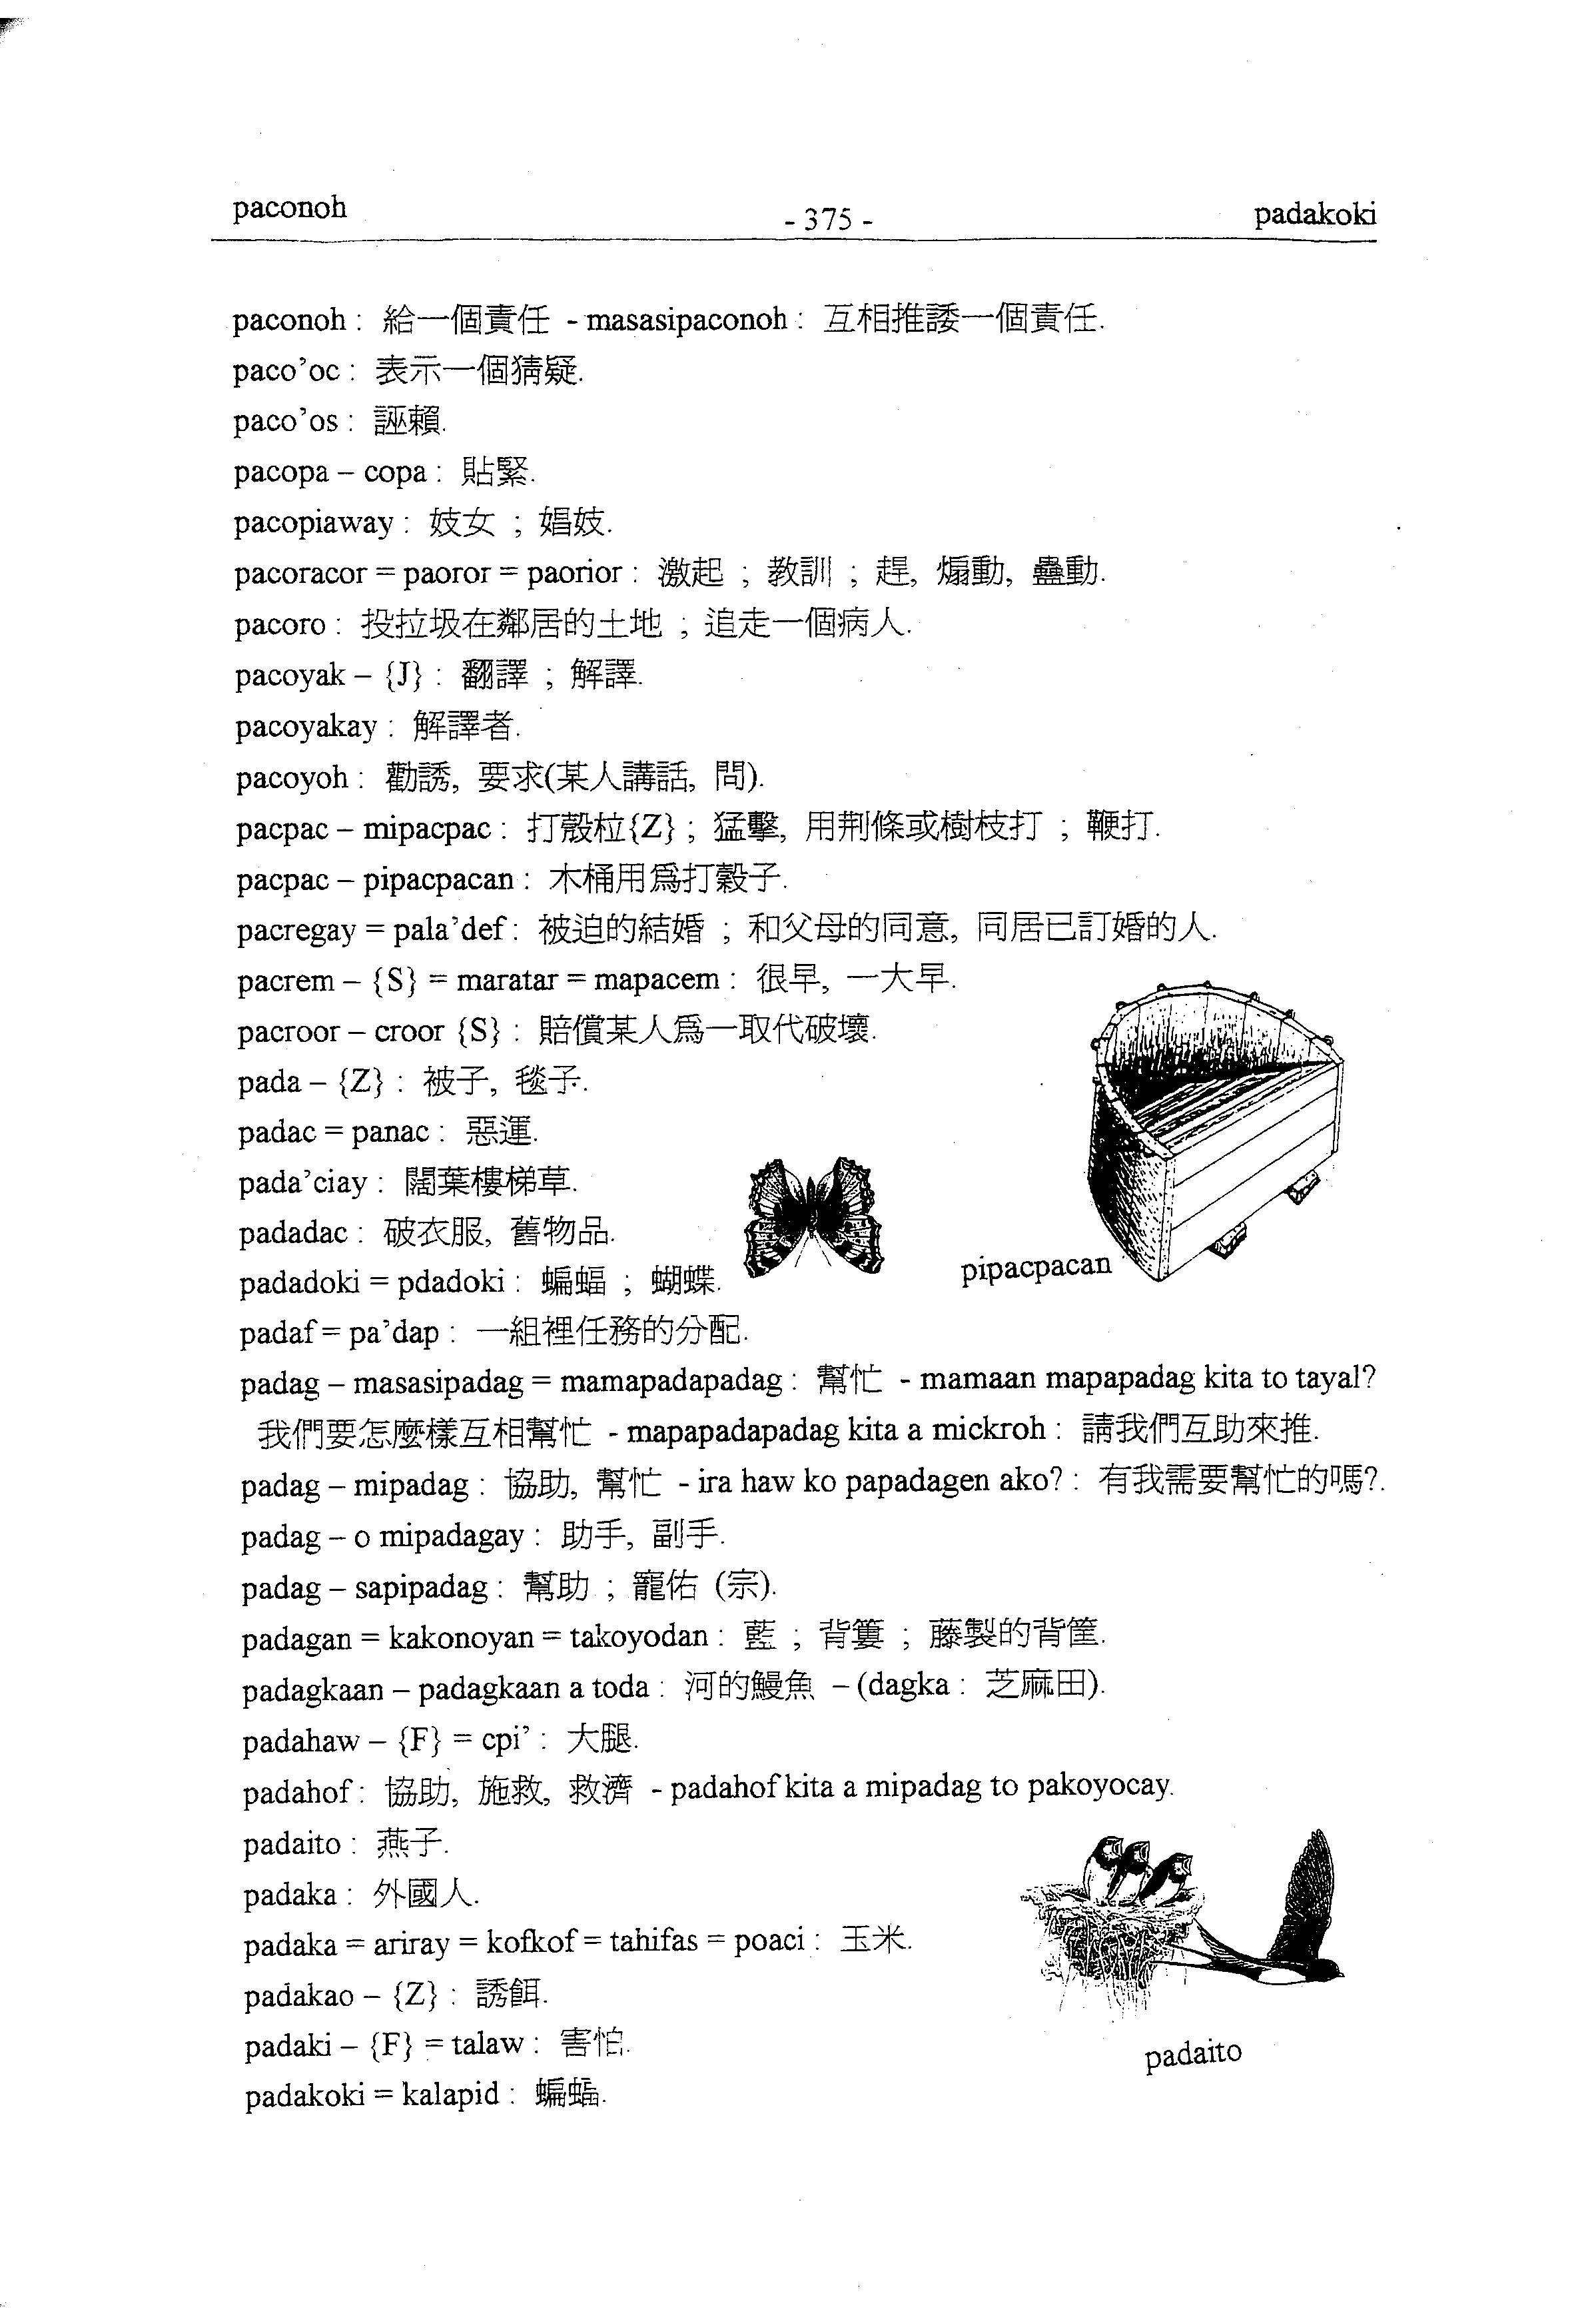 paconoh
- 375 -
padakoki
paconoh : 給一個責任 - masasipaconoh : 互相推諉一個責任.
paco’oc : 表示一個猜疑.
paco’os : 誣賴.
pacopa – copa : 貼緊.
pacopiaway : 妓女 ; 娼妓.
pacoracor = paoror = paorior : 激起 ; 教訓 ; 趕, 煽動, 蠱動.
pacoro : 投拉圾在鄰居的土地 ; 追走一個病人.
pacoyak – {J} : 翻譯 ; 解譯.
pacoyakay : 解譯者.
pacoyoh : 勸誘, 要求(某人講話, 問).
pacpac – mipacpac : 打殼粒{Z} ; 猛擊, 用荆條或樹枝打 ; 鞭打.
pacpac – pipacpacan : 木桶用爲打穀子.
pacregay = pala’def : 被迫的結婚 ; 和父母的同意, 同居已訂婚的人.
pacrem – {S} = maratar = mapacem : 很早, 一大早.
pacroor – croor {S} : 賠償某人爲一取代破壞.
pada – {Z} : 被子, 毯子.
padac = panac : 惡運.
pada’ciay : 闊葉樓梯草.
padadac : 破衣服, 舊物品.
padadoki = pdadoki : 蝙蝠 ; 蝴蝶.
pipacpacan
padaf = pa’dap : 一組裡任務的分配.
padag – masasipadag = mamapadapadag : 幫忙 - mamaan mapapadag kita to tayal?
我們要怎麼樣互相幫忙 - mapapadapadag kita a mickroh : 請我們互助來推.
padag – mipadag : 協助, 幫忙 - ira haw ko papadagen ako? : 有我需要幫忙的嗎?.
padag – o mipadagay : 助手, 副手.
padag – sapipadag : 幫助 ; 寵佑 (宗).
padagan = kakonoyan = takoyodan : 藍 ; 背簍 ; 藤製的背筐.
padagkaan – padagkaan a toda : 河的鰻魚 – (dagka : 芝麻田).
padahaw – {F} = cpi’ : 大腿.
padahof : 協助, 施救, 救濟 - padahof kita a mipadag to pakoyocay.
padaito : 燕子.
padaka : 外國人.
padaka = ariray = kofkof = tahifas = poaci : 玉米.
padakao – {Z} : 誘餌.
padaki – {F} = talaw : 害怕.
padaito
padakoki = kalapid : 蝙蝠.